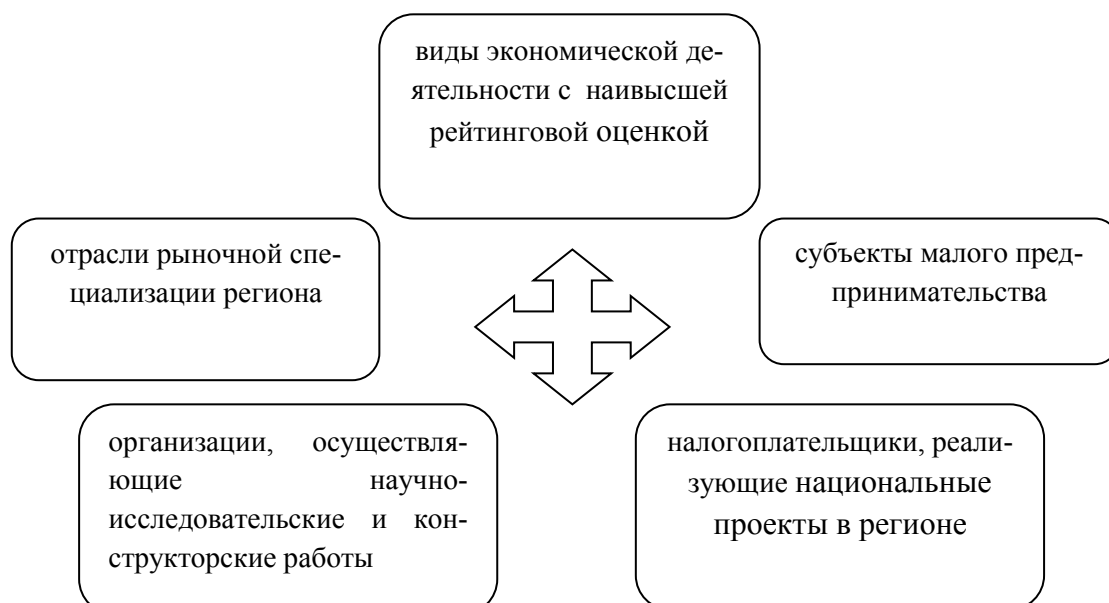 виды экономической де-
ятельности с наивысшей
рейтинговой оценкой
отрасли рыночной спе-
циализации региона
субъекты малого пред-
принимательства
организации, осуществля-
ющие научно-
исследовательские и кон-
структорские работы
налогоплательщики, реали-
зующие национальные
проекты в регионе